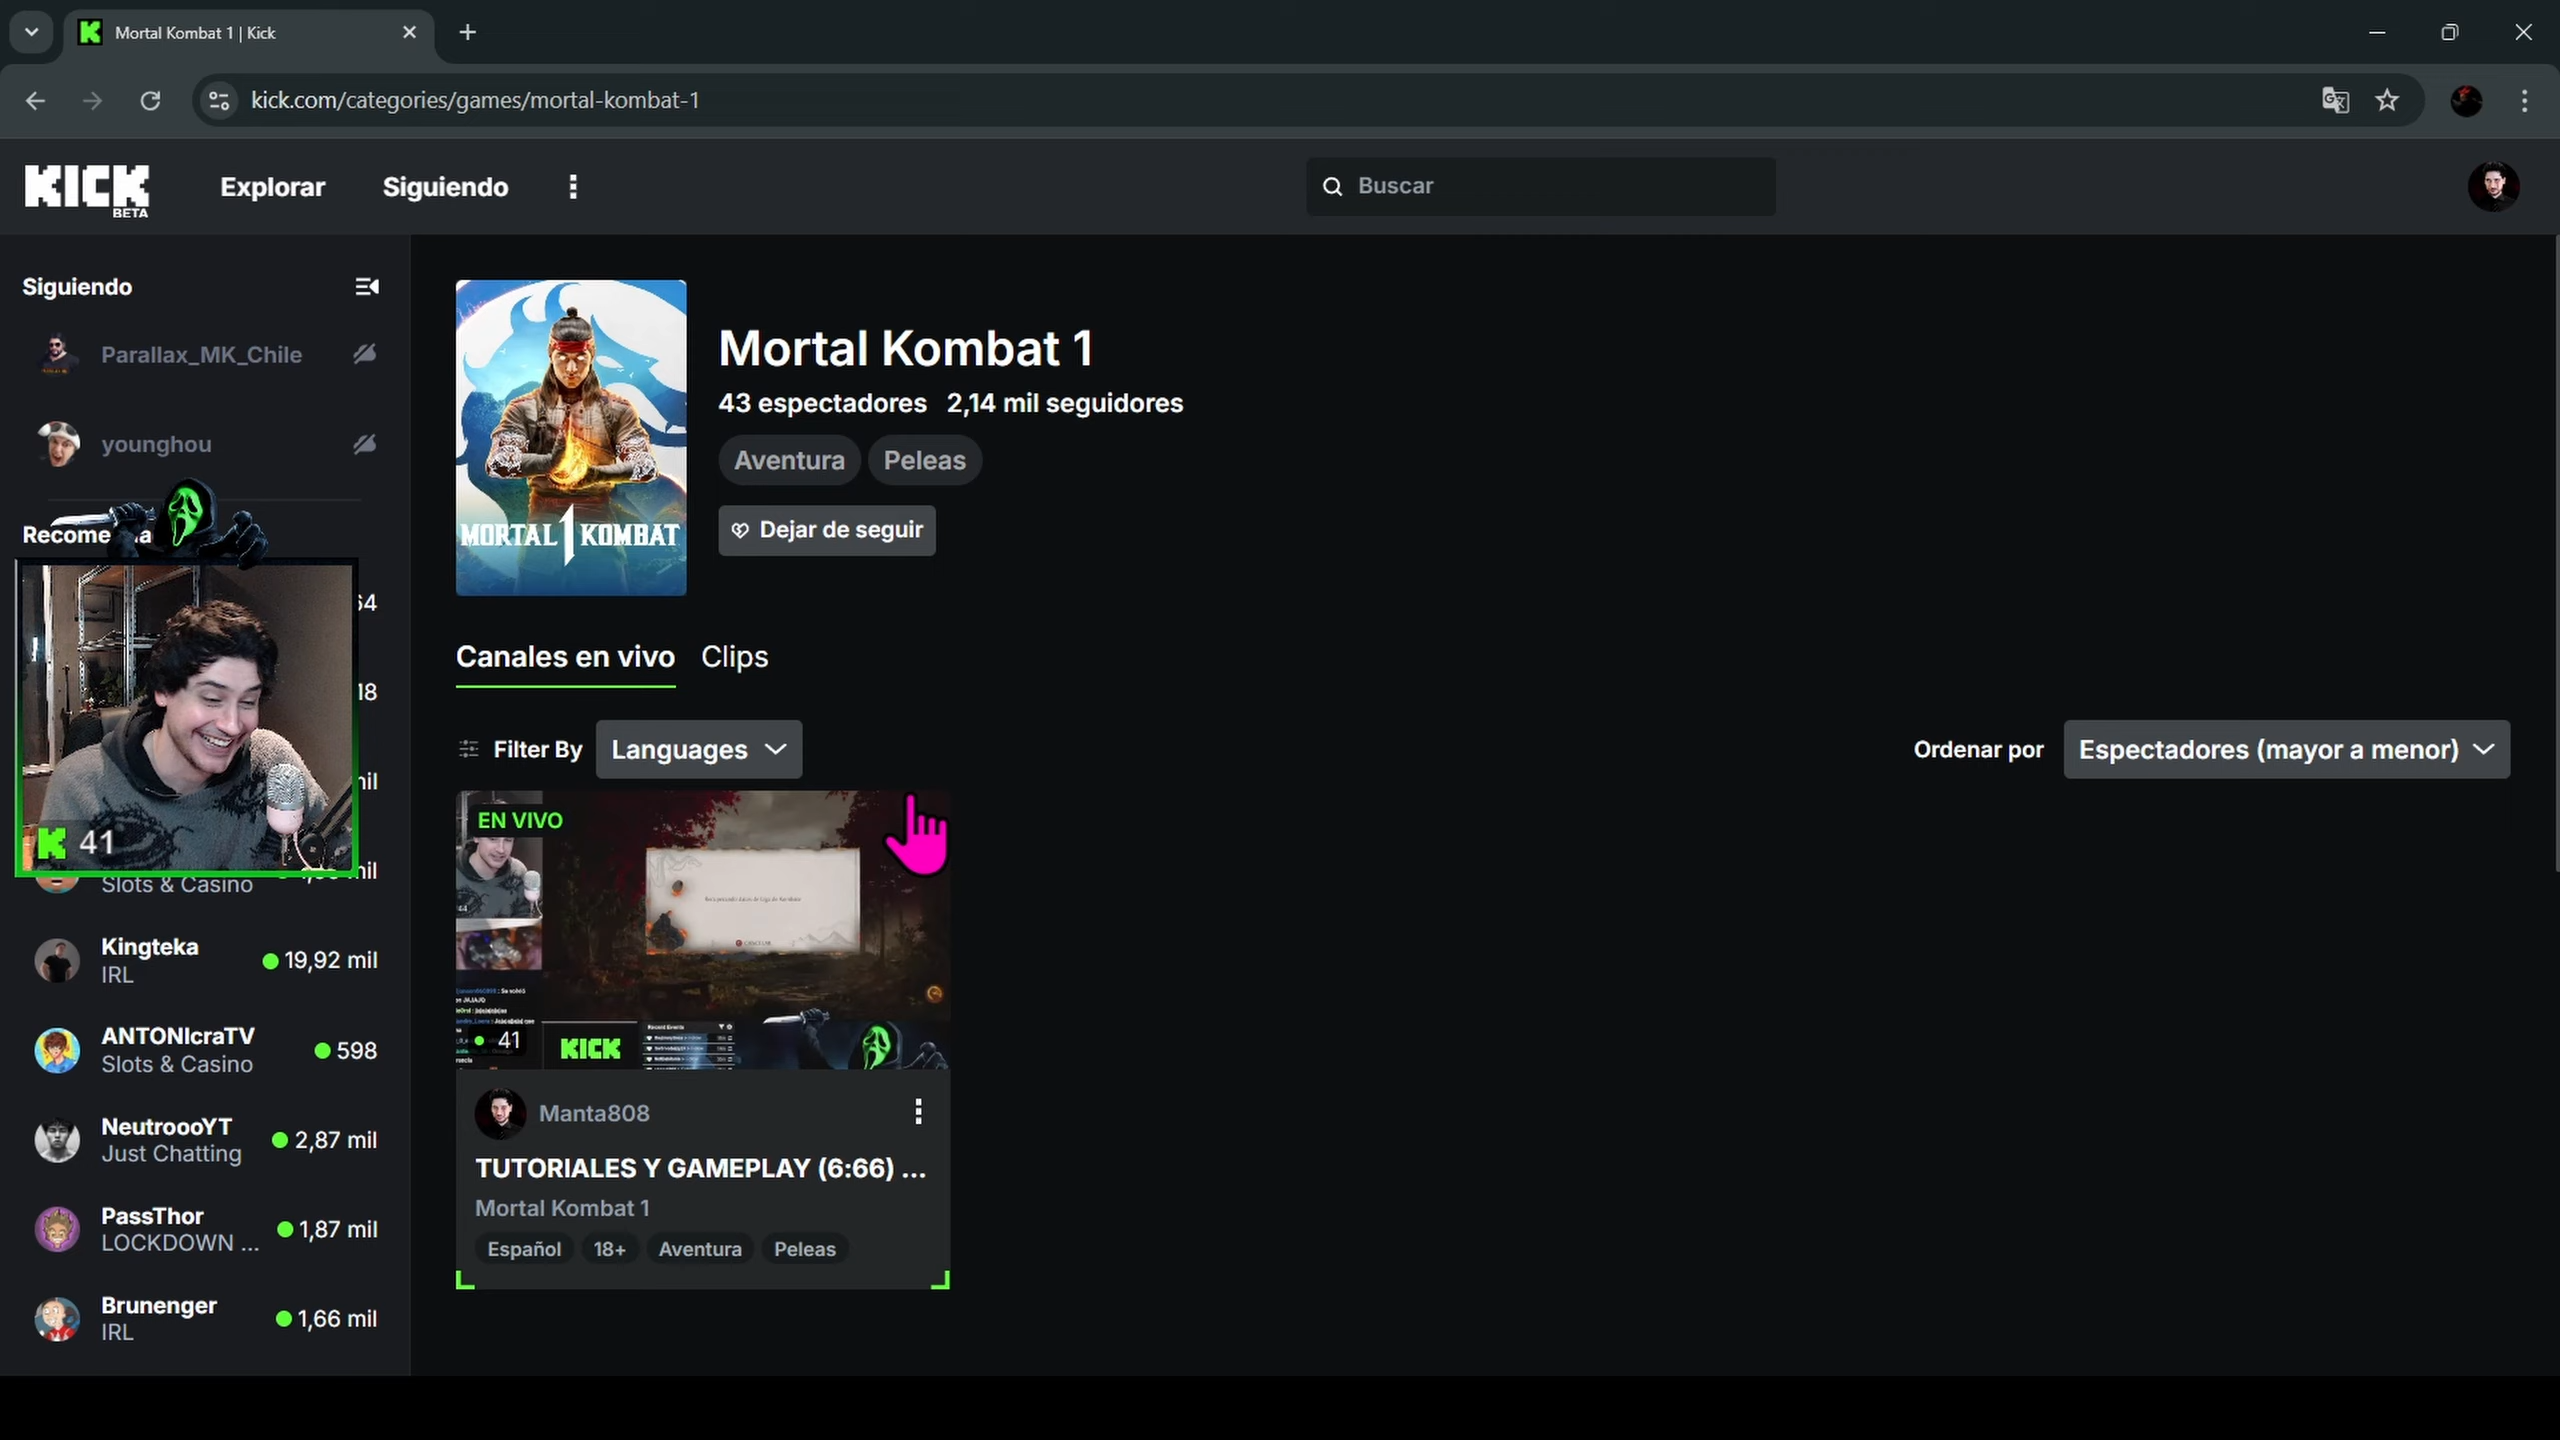 Mortal Kombat 1 | Kick
kick.com/categories/games/mortal-kombat-1
KICK
BETA
Explorar
Siguiendo
Buscar
Siguiendo
Parallax_MK_Chile
younghou
Mortal Kombat 1
43 espectadores 2,14 mil seguidores
Aventura
Peleas
Dejar de seguir
MORTAL 1 KOMBAT
Canales en vivo
Clips
Filter By
Languages
Ordenar por
Espectadores (mayor a menor)
41
Slots & Casino
Kingteka
IRL
19,92 mil
ANTONIcraTV
Slots & Casino
598
NeutroooYT
Just Chatting
2,87 mil
PassThor
LOCKDOWN ...
1,87 mil
Brunenger
IRL
1,66 mil
EN VIVO
41
KICK
Recent Events
Manta808
TUTORIALES Y GAMEPLAY (6:66) ...
Mortal Kombat 1
Español
18+
Aventura
Peleas